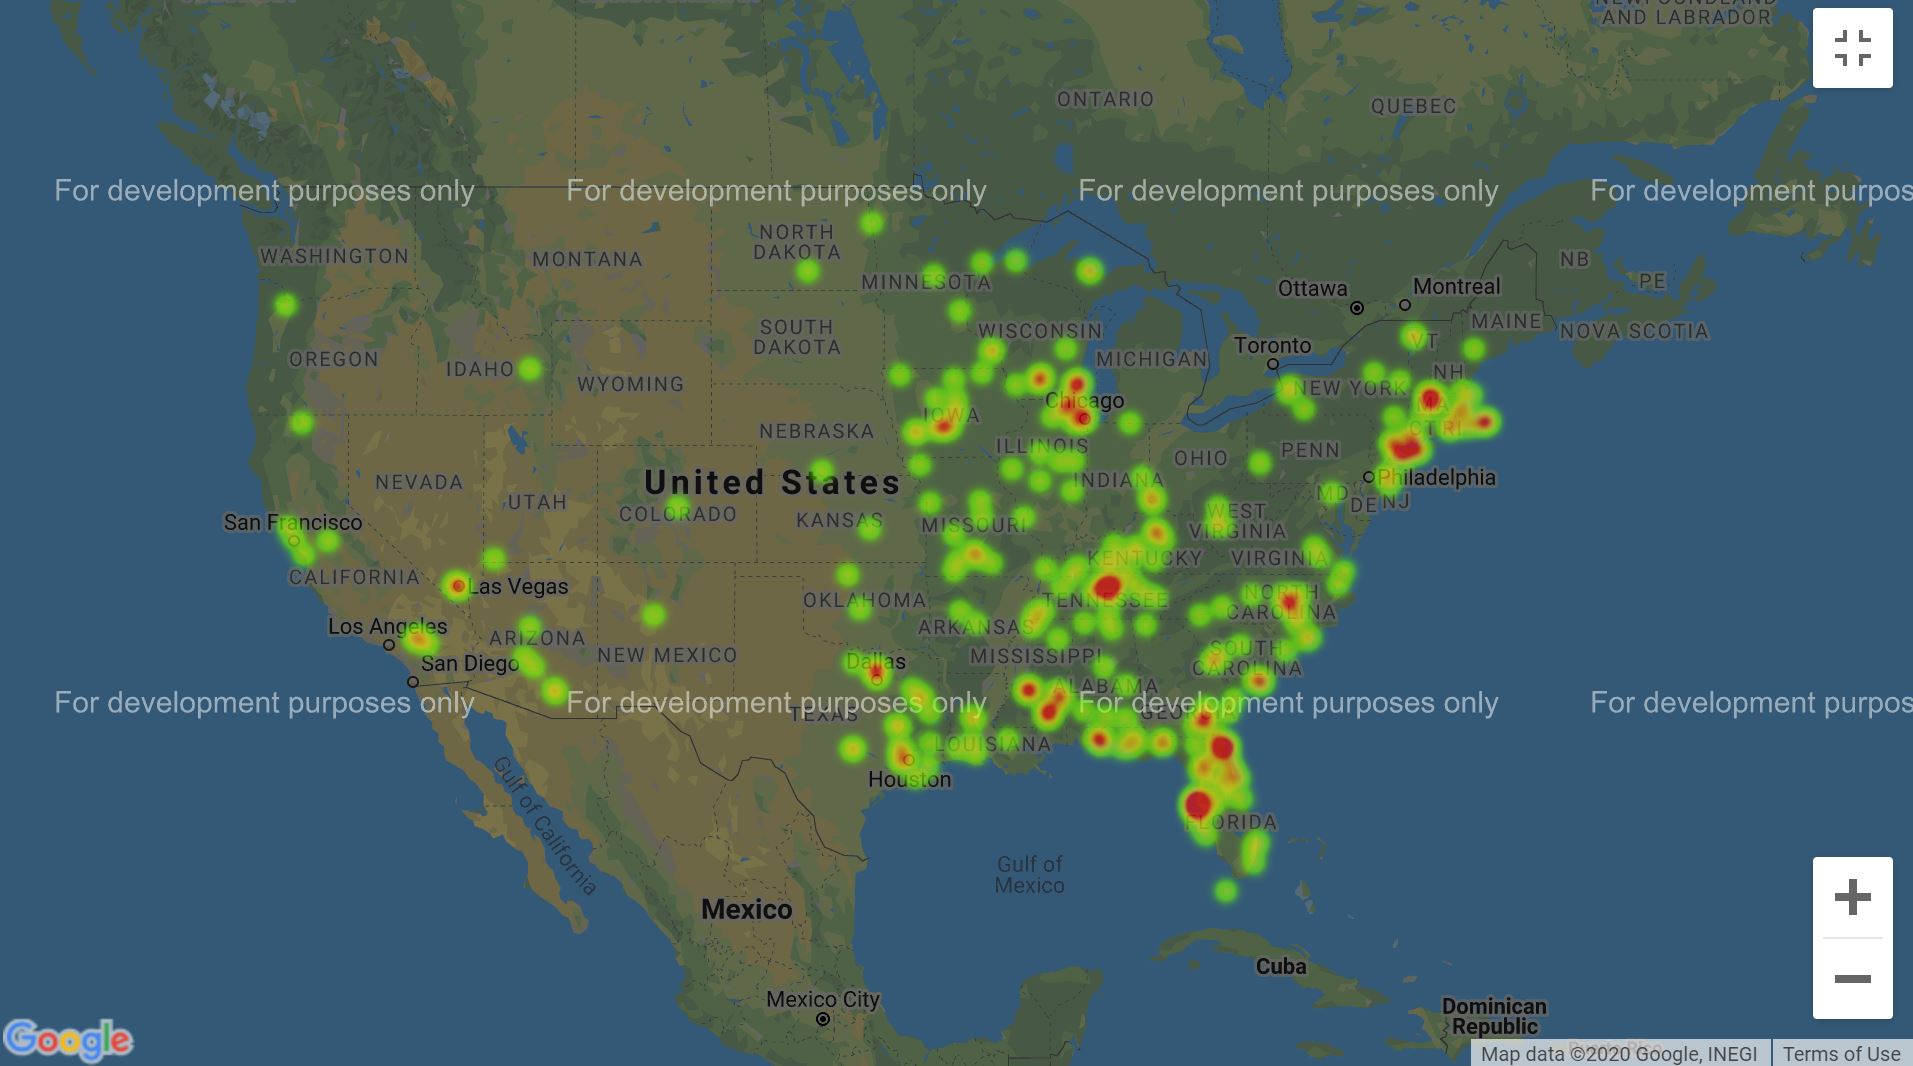 NEWFOUNDLAND
AND LABRADOR
ONTARIO
QUEBEC
For development purposes only
For development purposes only
For development purposes only
For development purpos
NORTH
DAKOTA
WASHINGTON
MONTANA
NB
PE
MINNESOTA
Ottawa
Montreal
SOUTH
DAKOTA
WISCONSIN
MAINE
NOVA SCOTIA
VT
Toronto
OREGON
IDAHO
MICHIGAN
NH
WYOMING
NEW YORK
Chicago
MA
IOWA
NEBRASKA
CT
RI
ILLINOIS
PENN
OHIO
United States
NEVADA
INDIANA
Philadelphia
UTAH
MD
DE
NJ
COLORADO
KANSAS
WEST
VIRGINIA
San Francisco
MISSOURI
KENTUCKY
VIRGINIA
CALIFORNIA
Las Vegas
OKLAHOMA
TENNESSEE
NORTH
CAROLINA
Los Angeles
ARIZONA
ARKANSAS
NEW MEXICO
MISSISSIPPI
SOUTH
CAROLINA
San Diego
Dallas
ALABAMA
For development purposes only
For development purposes only
For development purposes only
For development purpos
TEXAS
LOUISIANA
Houston
FLORIDA
Gulf of California
Gulf of
Mexico
Mexico
Cuba
Mexico City
Dominican
Republic
Puerto Rico
Google
Map data ©2020 Google, INEGI
Terms of Use